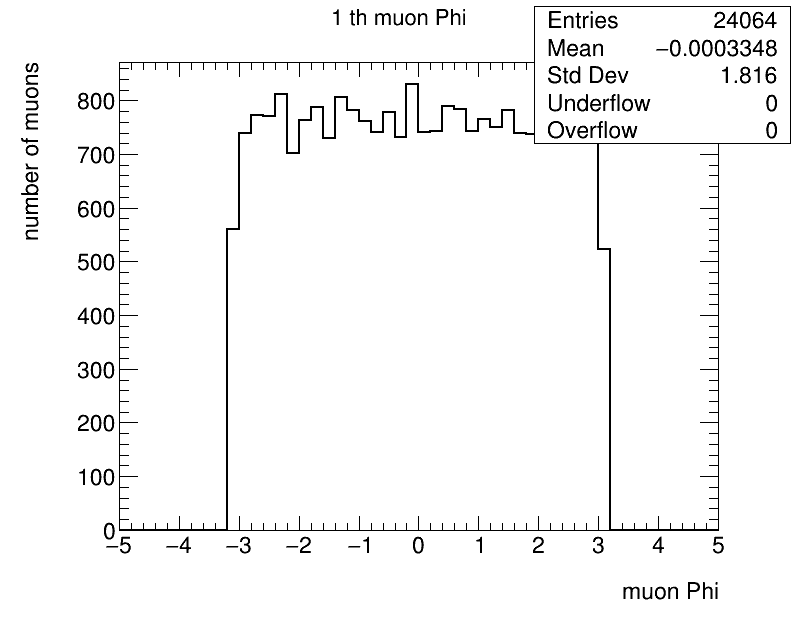 1 th muon Phi
Entries 24064
Mean −0.0003348
Std Dev 1.816
Underflow 0
Overflow 0
number of muons
800
700
600
500
400
300
200
100
0
−5 −4 −3 −2 −1 0 1 2 3 4 5
muon Phi